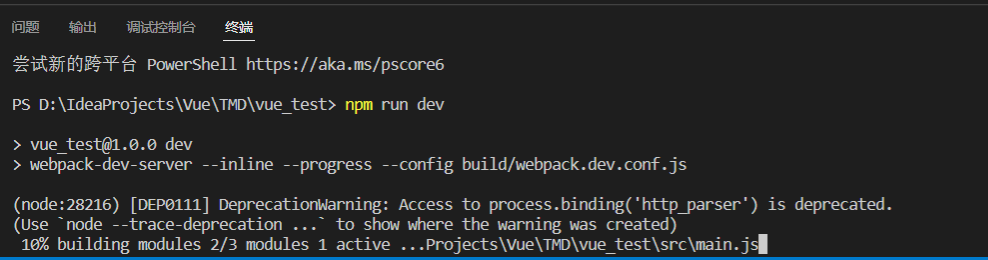 问题 输出 调试控制台 终端
尝试新的跨平台 PowerShell https://aka.ms/pscore6
PS D:\IdeaProjects\Vue\TMD\vue_test> npm run dev
> vue_test@1.0.0 dev
> webpack-dev-server --inline --progress --config build/webpack.dev.conf.js
(node:28216) [DEP0111] DeprecationWarning: Access to process.binding('http_parser') is deprecated.
(Use `node --trace-deprecation ...` to show where the warning was created)
10% building modules 2/3 modules 1 active ...Projects\Vue\TMD\vue_test\src\main.js